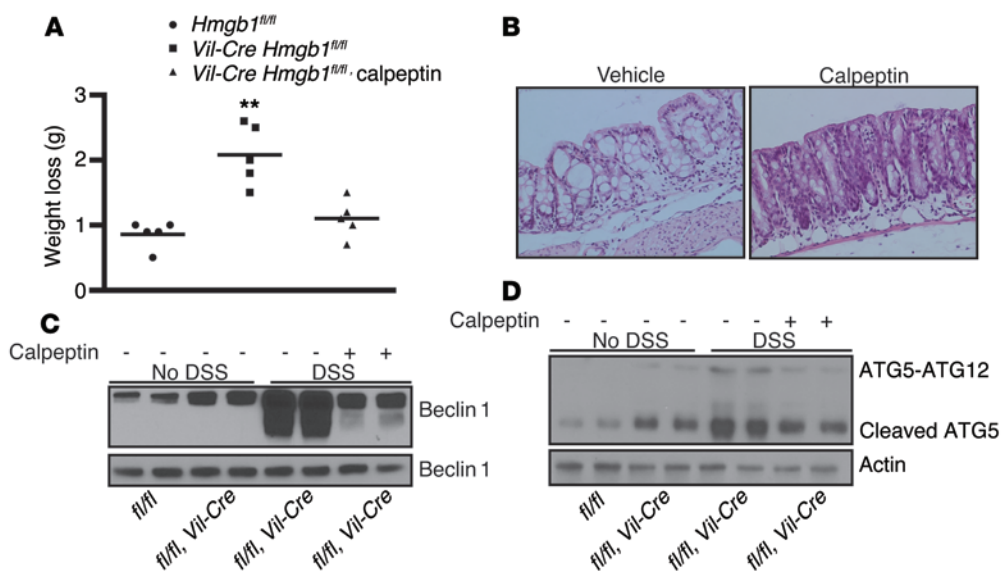 A
● Hmgb1fl/fl
■ Vil-Cre Hmgb1fl/fl
▲ Vil-Cre Hmgb1fl/fl, calpeptin
Weight loss (g)
3
2
1
0
**
B
Vehicle Calpeptin
C
Calpeptin - - - - - - + +
No DSS DSS
Beclin 1
Beclin 1
fl/fl
fl/fl, Vil-Cre
fl/fl, Vil-Cre
fl/fl, Vil-Cre
D
Calpeptin - - - - - - + +
No DSS DSS
ATG5-ATG12
Cleaved ATG5
Actin
fl/fl
fl/fl, Vil-Cre
fl/fl, Vil-Cre
fl/fl, Vil-Cre